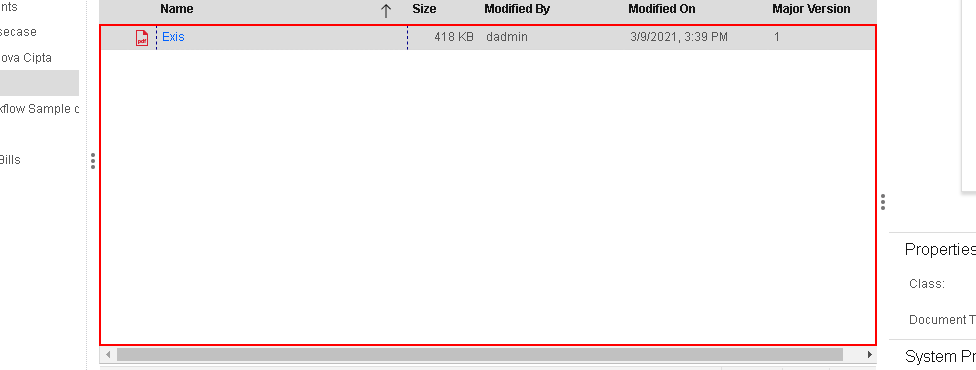 Name Size Modified By Modified On Major Version
pdf Exis 418 KB dadmin 3/9/2021, 3:39 PM 1
nts
secase
ova Cipta
kflow Sample
Bills
Properties
Class:
Document T
System Pr